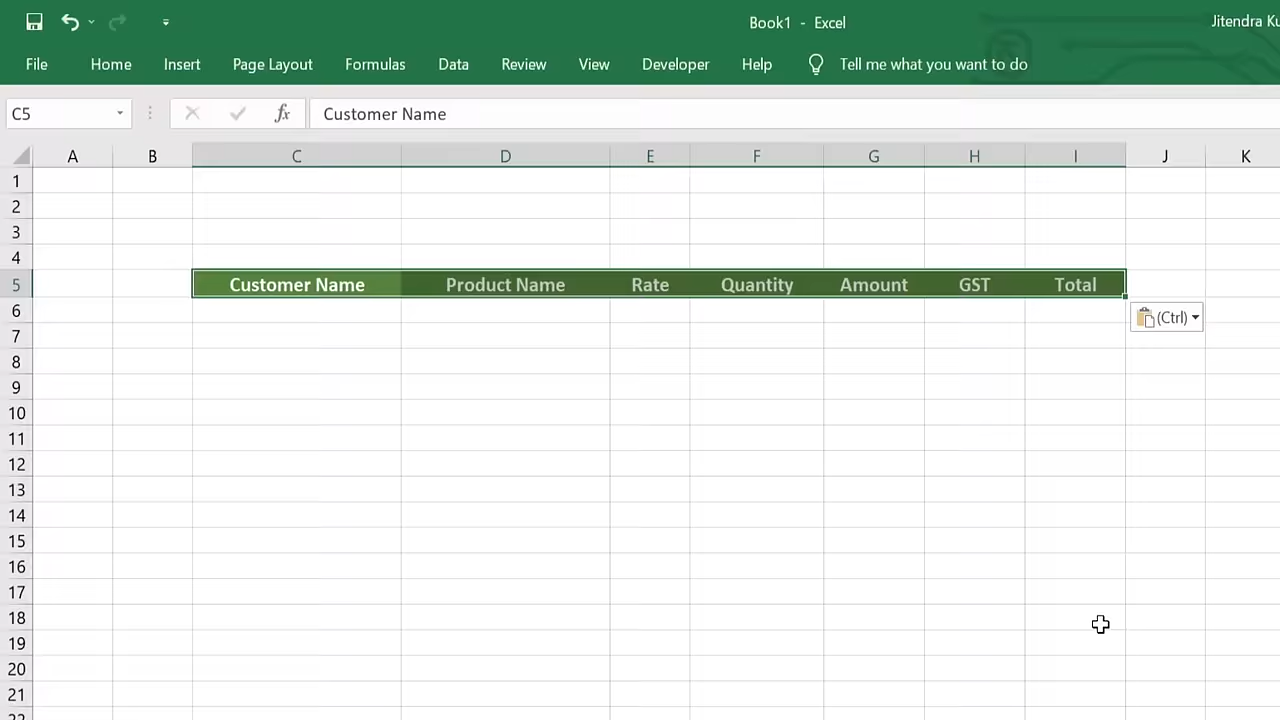 Book1 - Excel
Jitendra Ku
File Home Insert Page Layout Formulas Data Review View Developer Help Tell me what you want to do
C5 fx Customer Name
A B C D E F G H I J K
1
2
3
4
5 Customer Name Product Name Rate Quantity Amount GST Total
6 (Ctrl)
7
8
9
10
11
12
13
14
15
16
17
18
19
20
21
22